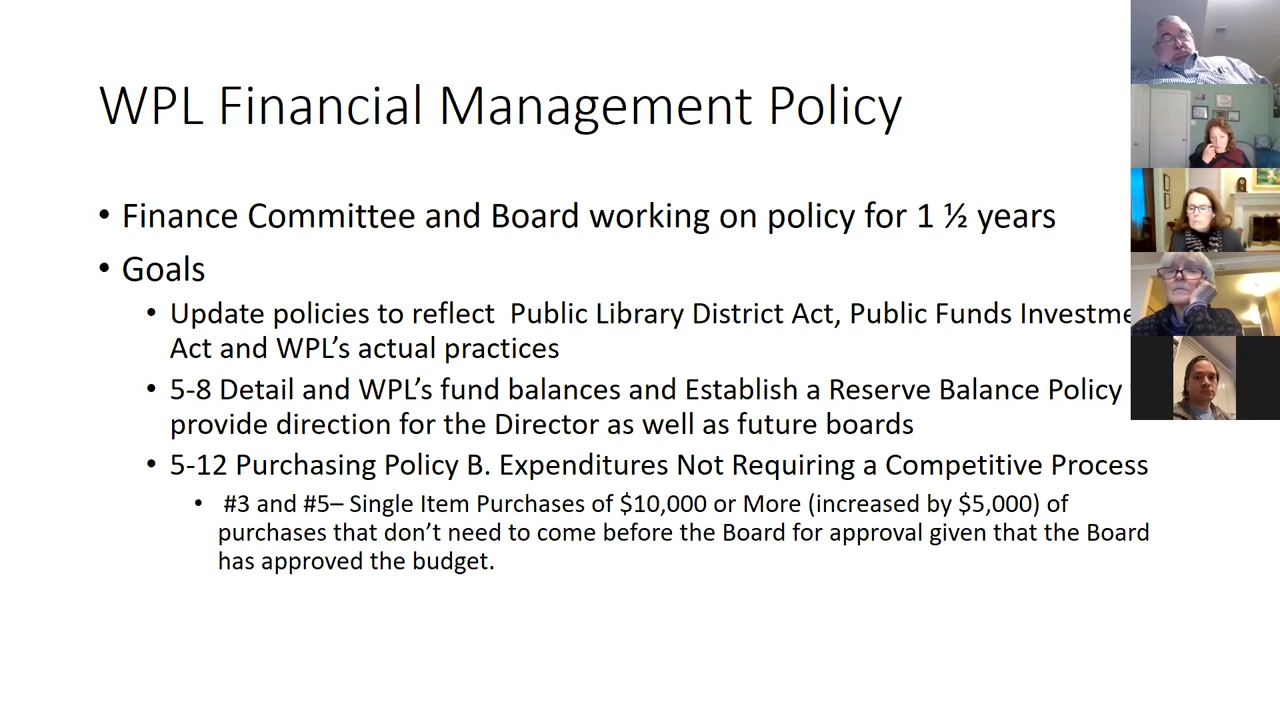 WPL Financial Management Policy
• Finance Committee and Board working on policy for 1 ½ years
• Goals
• Update policies to reflect  Public Library District Act, Public Funds Investme
Act and WPL’s actual practices
• 5-8 Detail and WPL’s fund balances and Establish a Reserve Balance Policy
provide direction for the Director as well as future boards
• 5-12 Purchasing Policy B. Expenditures Not Requiring a Competitive Process
• #3 and #5– Single Item Purchases of $10,000 or More (increased by $5,000) of
purchases that don’t need to come before the Board for approval given that the Board
has approved the budget.